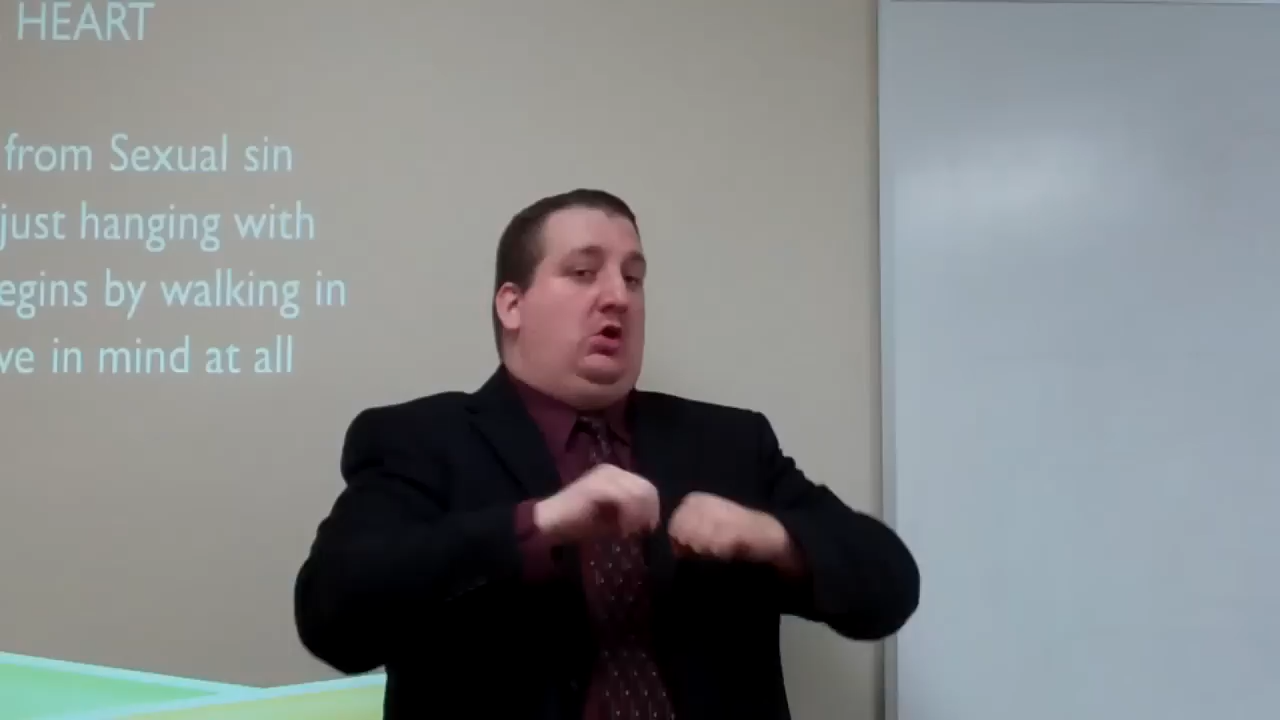 HEART
from Sexual sin
just hanging with
egins by walking in
ve in mind at all